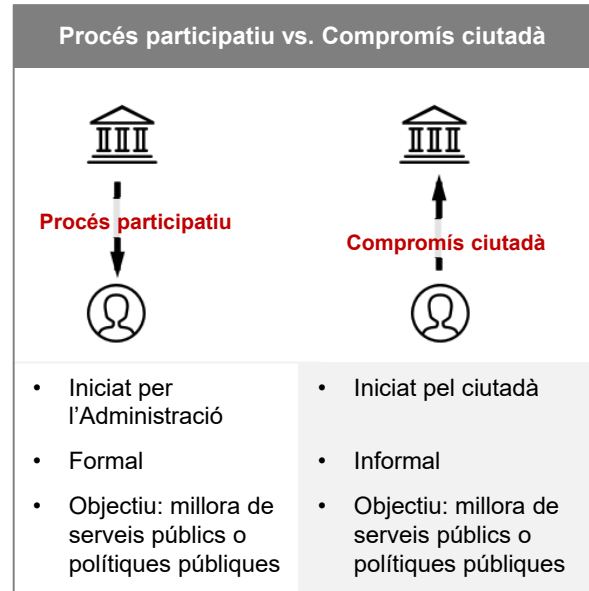 Procés participatiu vs. Compromís ciutadà
Procés participatiu
Compromís ciutadà
• Iniciat per
l’Administració
• Formal
• Objectiu: millora de
serveis públics o
polítiques públiques
• Iniciat pel ciutadà
• Informal
• Objectiu: millora de
serveis públics o
polítiques públiques